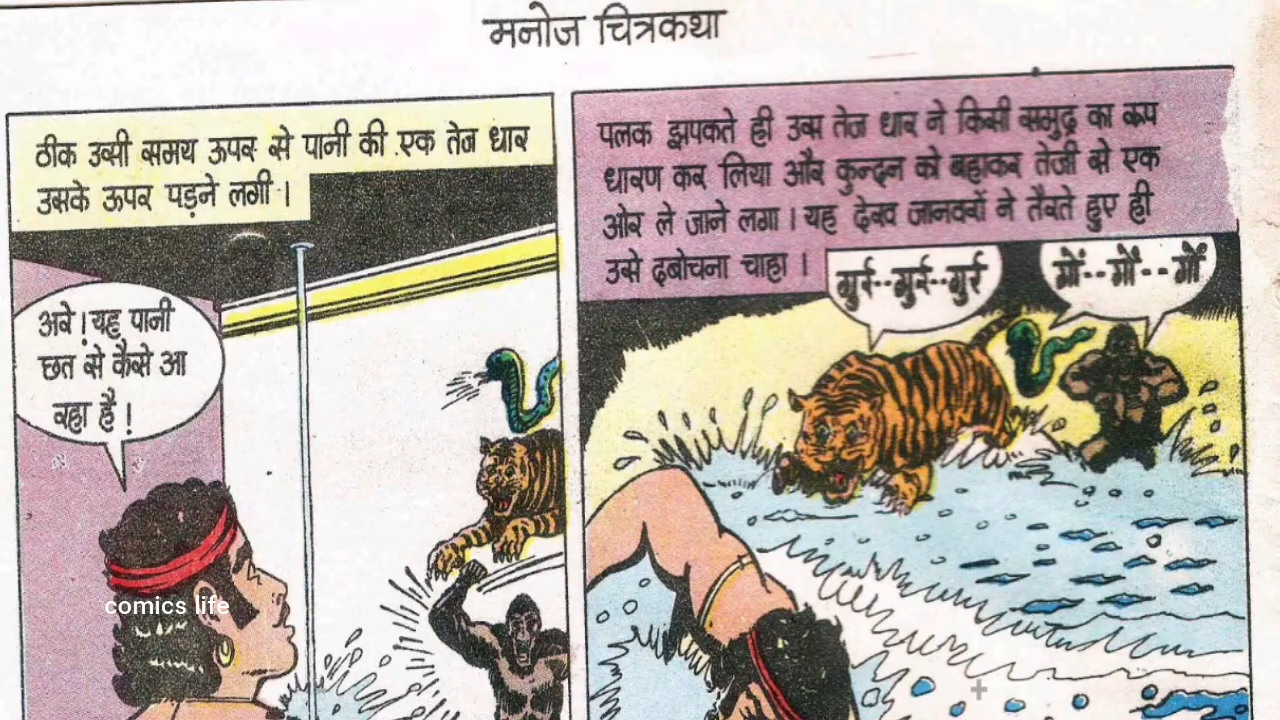 मनोज चित्रकथा
ठीक उसी समय ऊपर से पानी की एक तेज धार
उसके ऊपर पड़ने लगी।
अरे! यह पानी
छत से कैसे आ
रहा है!
पलक झपकते ही उस तेज धार ने किसी समुद्र का रूप
धारण कर लिया और कुन्दन को बहाकर तेजी से एक
ओर ले जाने लगा। यह देख जानवरों ने तैरते हुए ही
उसे दबोचना चाहा।
गुर्र--गुर्र--गुर्र
गों--गों--गों
comics life